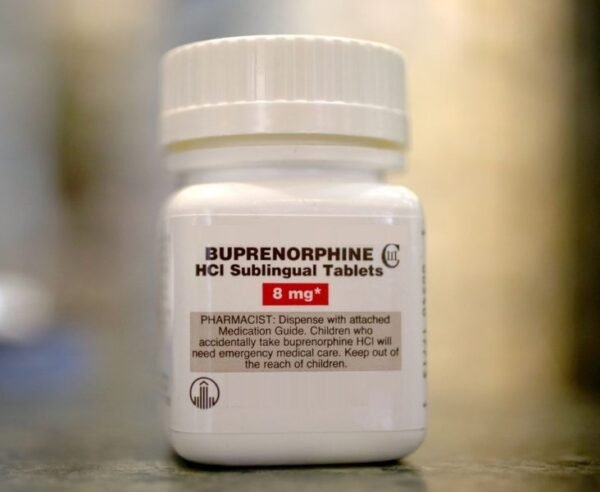 BUPRENORPHINE CIII
HCl Sublingual Tablets
8 mg*
PHARMACIST: Dispense with attached
Medication Guide. Children who
accidentally take buprenorphine HCl will
need emergency medical care. Keep out of
the reach of children.